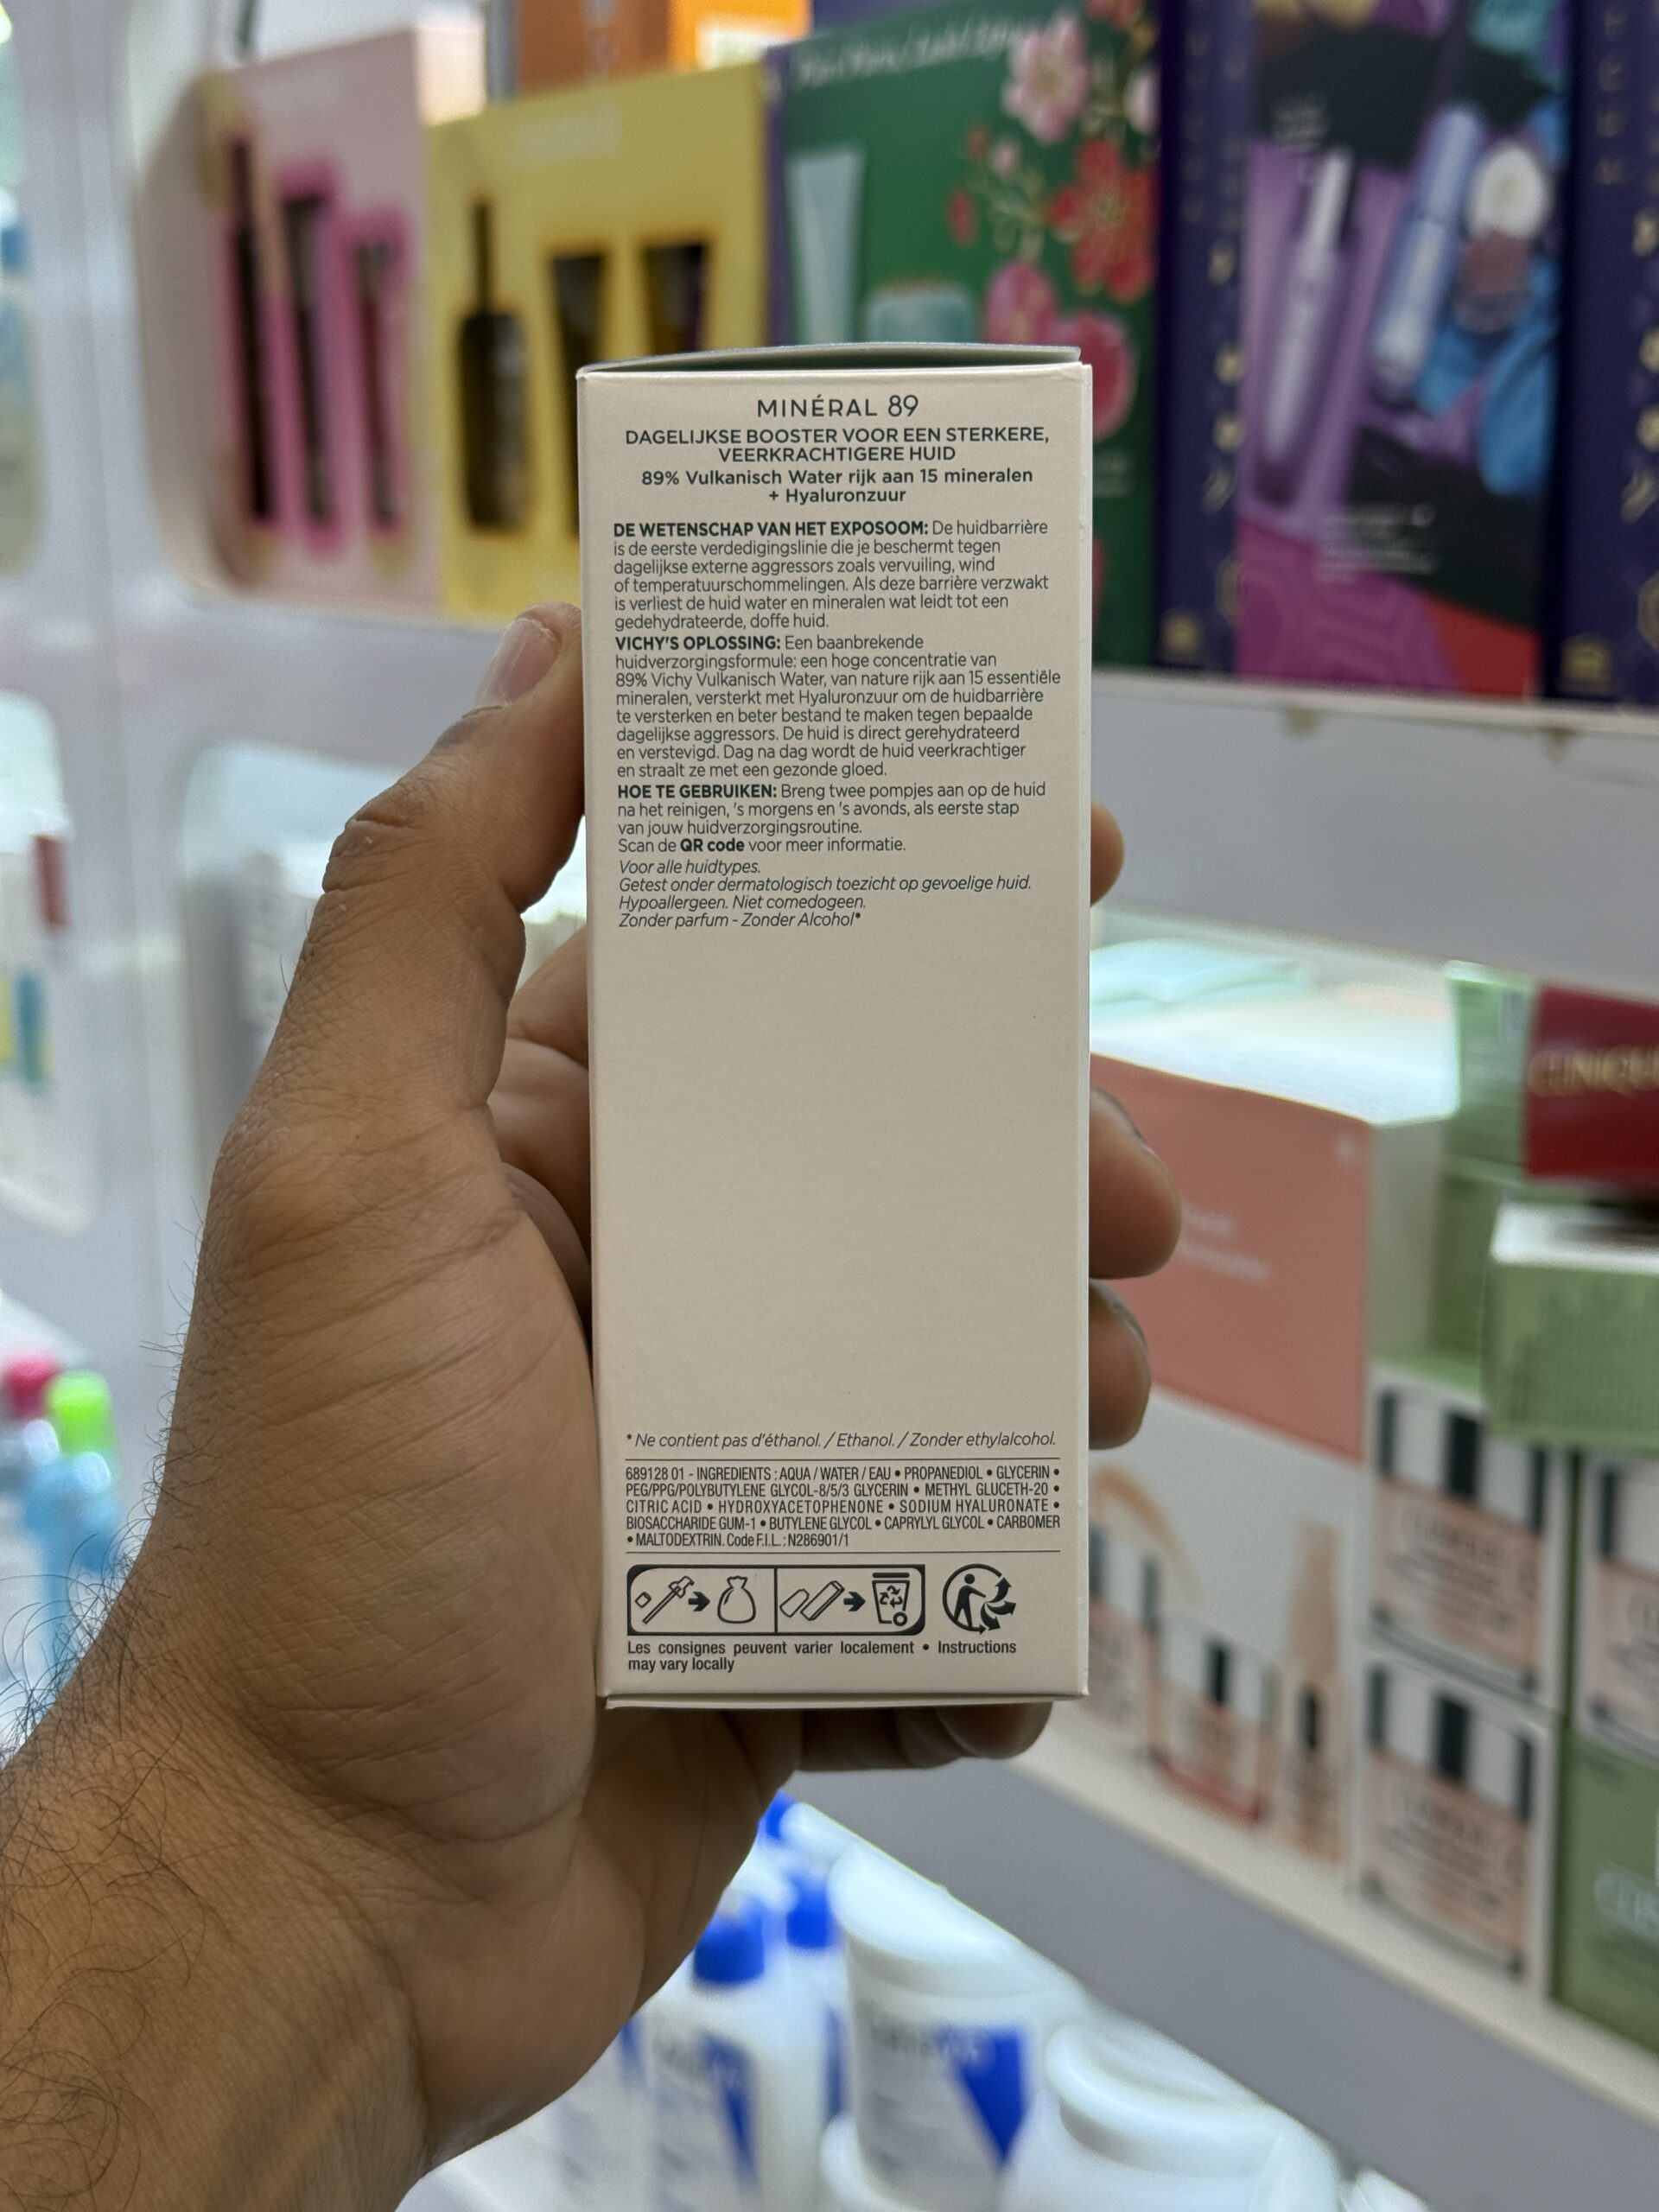 MINÉRAL 89
DAGELIJKSE BOOSTER VOOR EEN STERKERE,
VEERKRACHTIGERE HUID
89% Vulkanisch Water rijk aan 15 mineralen
+ Hyaluronzuur
DE WETENSCHAP VAN HET EXPOSOOM: De huidbarrière
is de eerste verdedigingslinie die je beschermt tegen
dagelijkse externe aggressors zoals vervuiling, wind
of temperatuurschommelingen. Als deze barrière verzwakt
is verliest de huid water en mineralen wat leidt tot een
gedehydrateerde, doffe huid.
VICHY'S OPLOSSING: Een baanbrekende
huidverzorgingsformule: een hoge concentratie van
89% Vichy Vulkanisch Water, van nature rijk aan 15 essentiële
mineralen, versterkt met Hyaluronzuur om de huidbarrière
te versterken en beter bestand te maken tegen bepaalde
dagelijkse aggressors. De huid is direct gerehydrateerd
en verstevigd. Dag na dag wordt de huid veerkrachtiger
en straalt ze met een gezonde gloed.
HOE TE GEBRUIKEN: Breng twee pompjes aan op de huid
na het reinigen, 's morgens en 's avonds, als eerste stap
van jouw huidverzorgingsroutine.
Scan de QR code voor meer informatie.
Voor alle huidtypes.
Getest onder dermatologisch toezicht op gevoelige huid.
Hypoallergeen. Niet comedogeen.
Zonder parfum - Zonder Alcohol*
* Ne contient pas d'éthanol. / Ethanol. / Zonder ethylalcohol.
689128 01 - INGREDIENTS : AQUA / WATER / EAU • PROPANEDIOL • GLYCERIN •
PEG/PPG/POLYBUTYLENE GLYCOL-8/5/3 GLYCERIN • METHYL GLUCETH-20 •
CITRIC ACID • HYDROXYACETOPHENONE • SODIUM HYALURONATE •
BIOSACCHARIDE GUM-1 • BUTYLENE GLYCOL • CAPRYLYL GLYCOL • CARBOMER
• MALTODEXTRIN. Code F.I.L. : N286901/1
Les consignes peuvent varier localement • Instructions
may vary locally
CLINIQUE